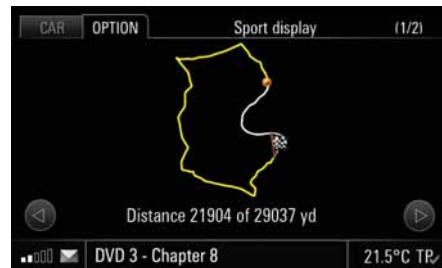 CAR OPTION Sport display (1/2)
Distance 21904 of 29037 yd
DVD 3 - Chapter 8 21.5°C TP